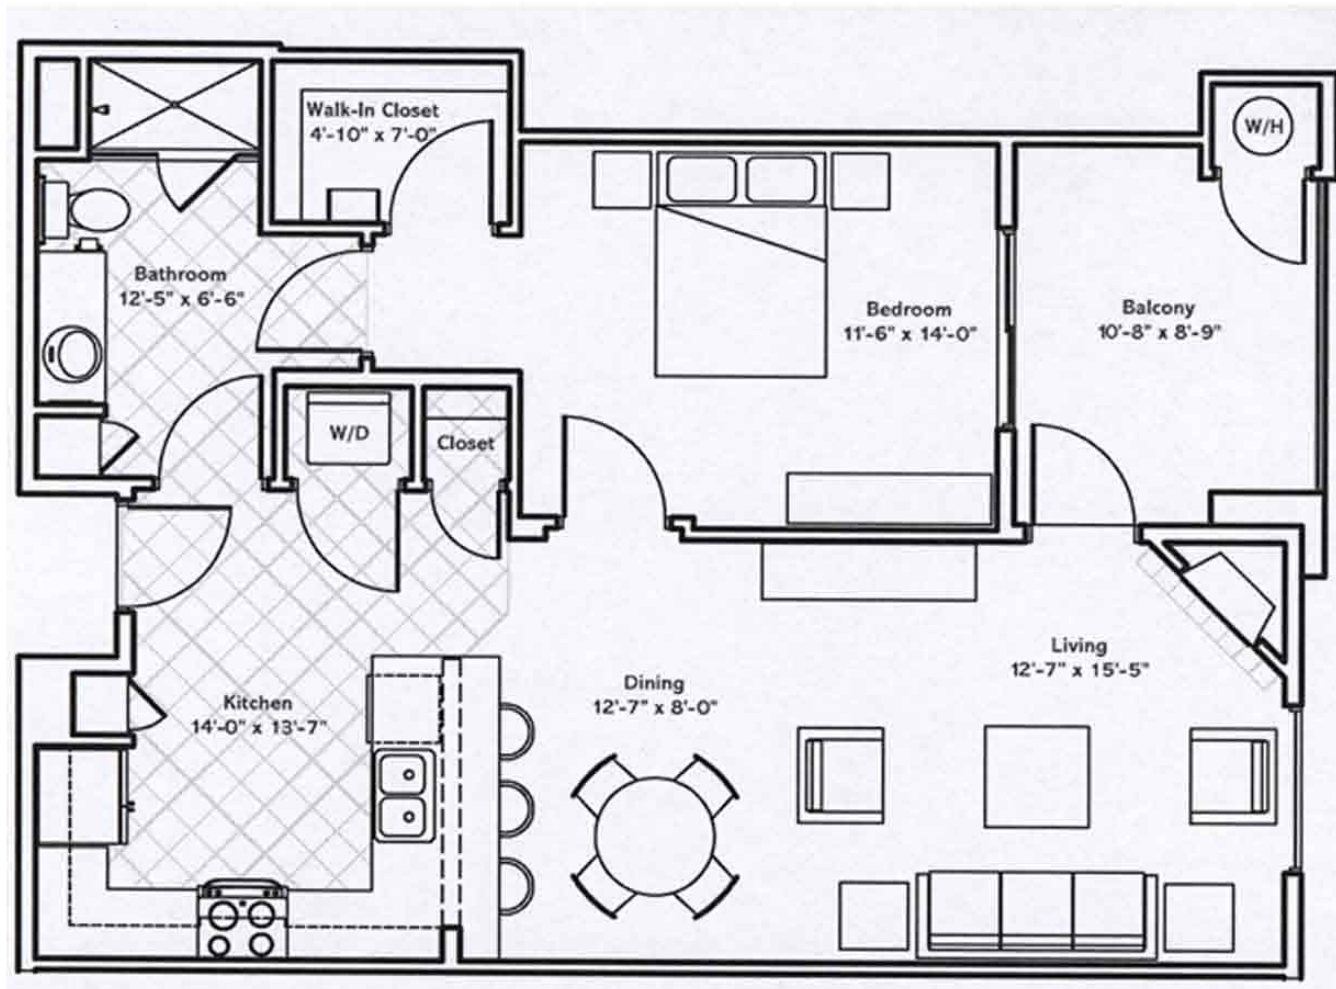 Walk-In Closet
4'-10" x 7'-0"
W/H
Bathroom
12'-5" x 6'-6"
Bedroom
11'-6" x 14'-0"
Balcony
10'-8" x 8'-9"
W/D
Closet
Living
12'-7" x 15'-5"
Dining
12'-7" x 8'-0"
Kitchen
14'-0" x 13'-7"